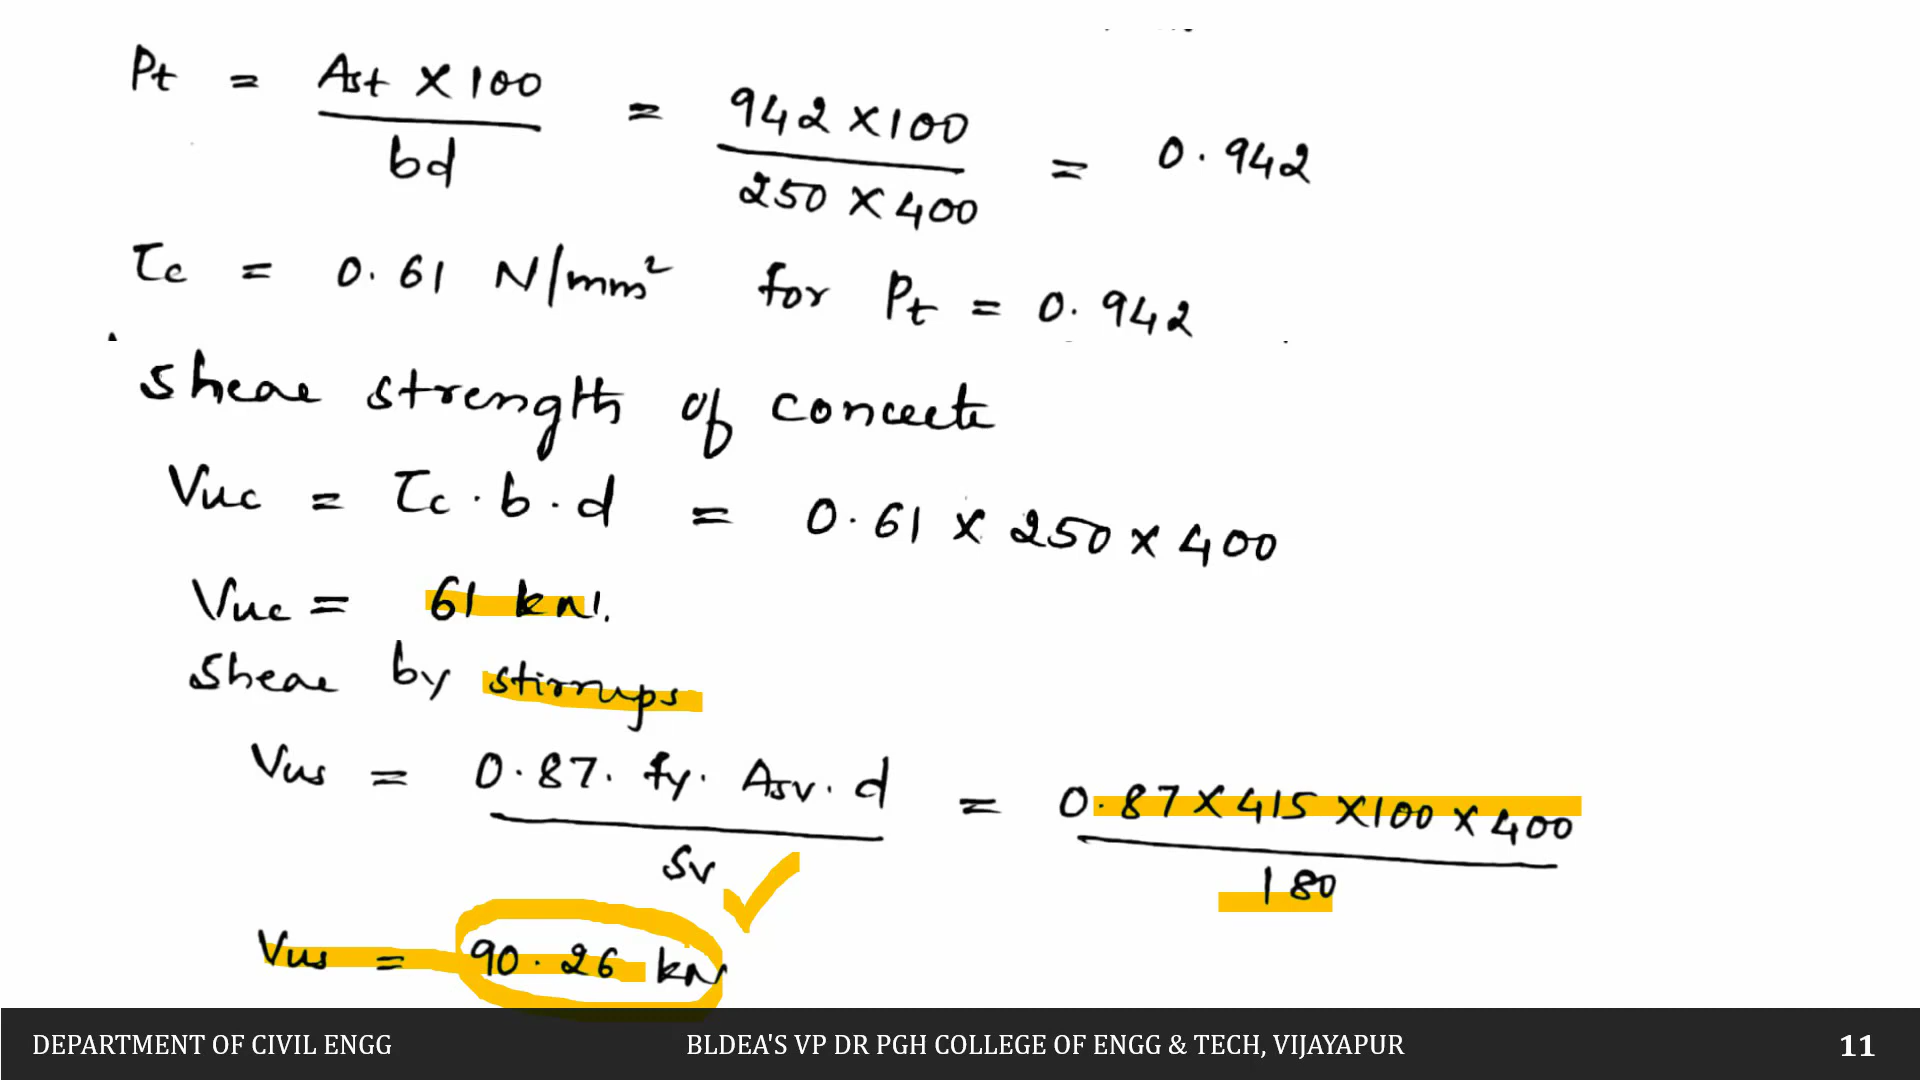 Pt = Ast × 100 / bd = 942 × 100 / 250 × 400 = 0.942
τc = 0.61 N/mm² for Pt = 0.942
Shear strength of concrete
Vuc = τc · b · d = 0.61 × 250 × 400
Vuc = 61 kN.
Shear by stirrups
Vus = 0.87. fy. Asv. d / Sv = 0.87 × 415 × 100 × 400 / 180
Vus = 90.26 kN
DEPARTMENT OF CIVIL ENGG BLDEA'S VP DR PGH COLLEGE OF ENGG & TECH, VIJAYAPUR 11